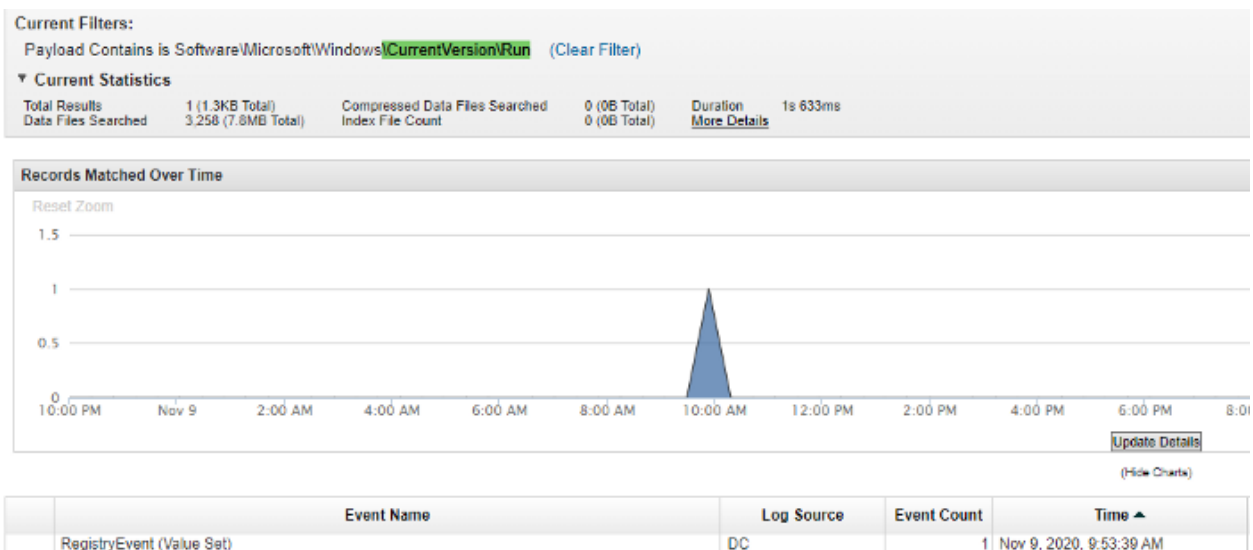 Current Filters:
Payload Contains is Software\Microsoft\Windows\CurrentVersion\Run (Clear Filter)
▼ Current Statistics
Total Results 1 (1.3KB Total) Compressed Data Files Searched 0 (0B Total) Duration 1s 633ms
Data Files Searched 3,258 (7.8MB Total) Index File Count 0 (0B Total) More Details
Records Matched Over Time
Reset Zoom
1.5
1
0.5
0
10:00 PM Nov 9 2:00 AM 4:00 AM 6:00 AM 8:00 AM 10:00 AM 12:00 PM 2:00 PM 4:00 PM 6:00 PM 8:0
Update Details
(Hide Charts)
Event Name Log Source Event Count Time ▲
RegistryEvent (Value Set) DC 1 Nov 9, 2020, 9:53:39 AM